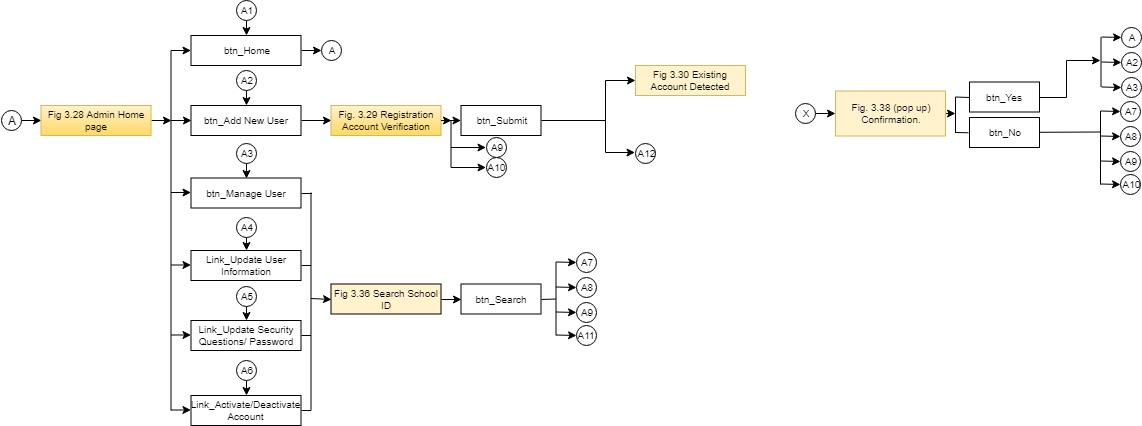 A1
btn_Home
A
A2
A
Fig 3.28 Admin Home
page
btn_Add New User
Fig. 3.29 Registration
Account Verification
btn_Submit
A9
A10
Fig 3.30 Existing
Account Detected
A12
A3
btn_Manage User
A4
Link_Update User
Information
A5
Link_Update Security
Questions/ Password
A6
Link_Activate/Deactivate
Account
Fig 3.36 Search School
ID
btn_Search
A7
A8
A9
A11
X
Fig. 3.38 (pop up)
Confirmation.
btn_Yes
btn_No
A
A2
A3
A7
A8
A9
A10